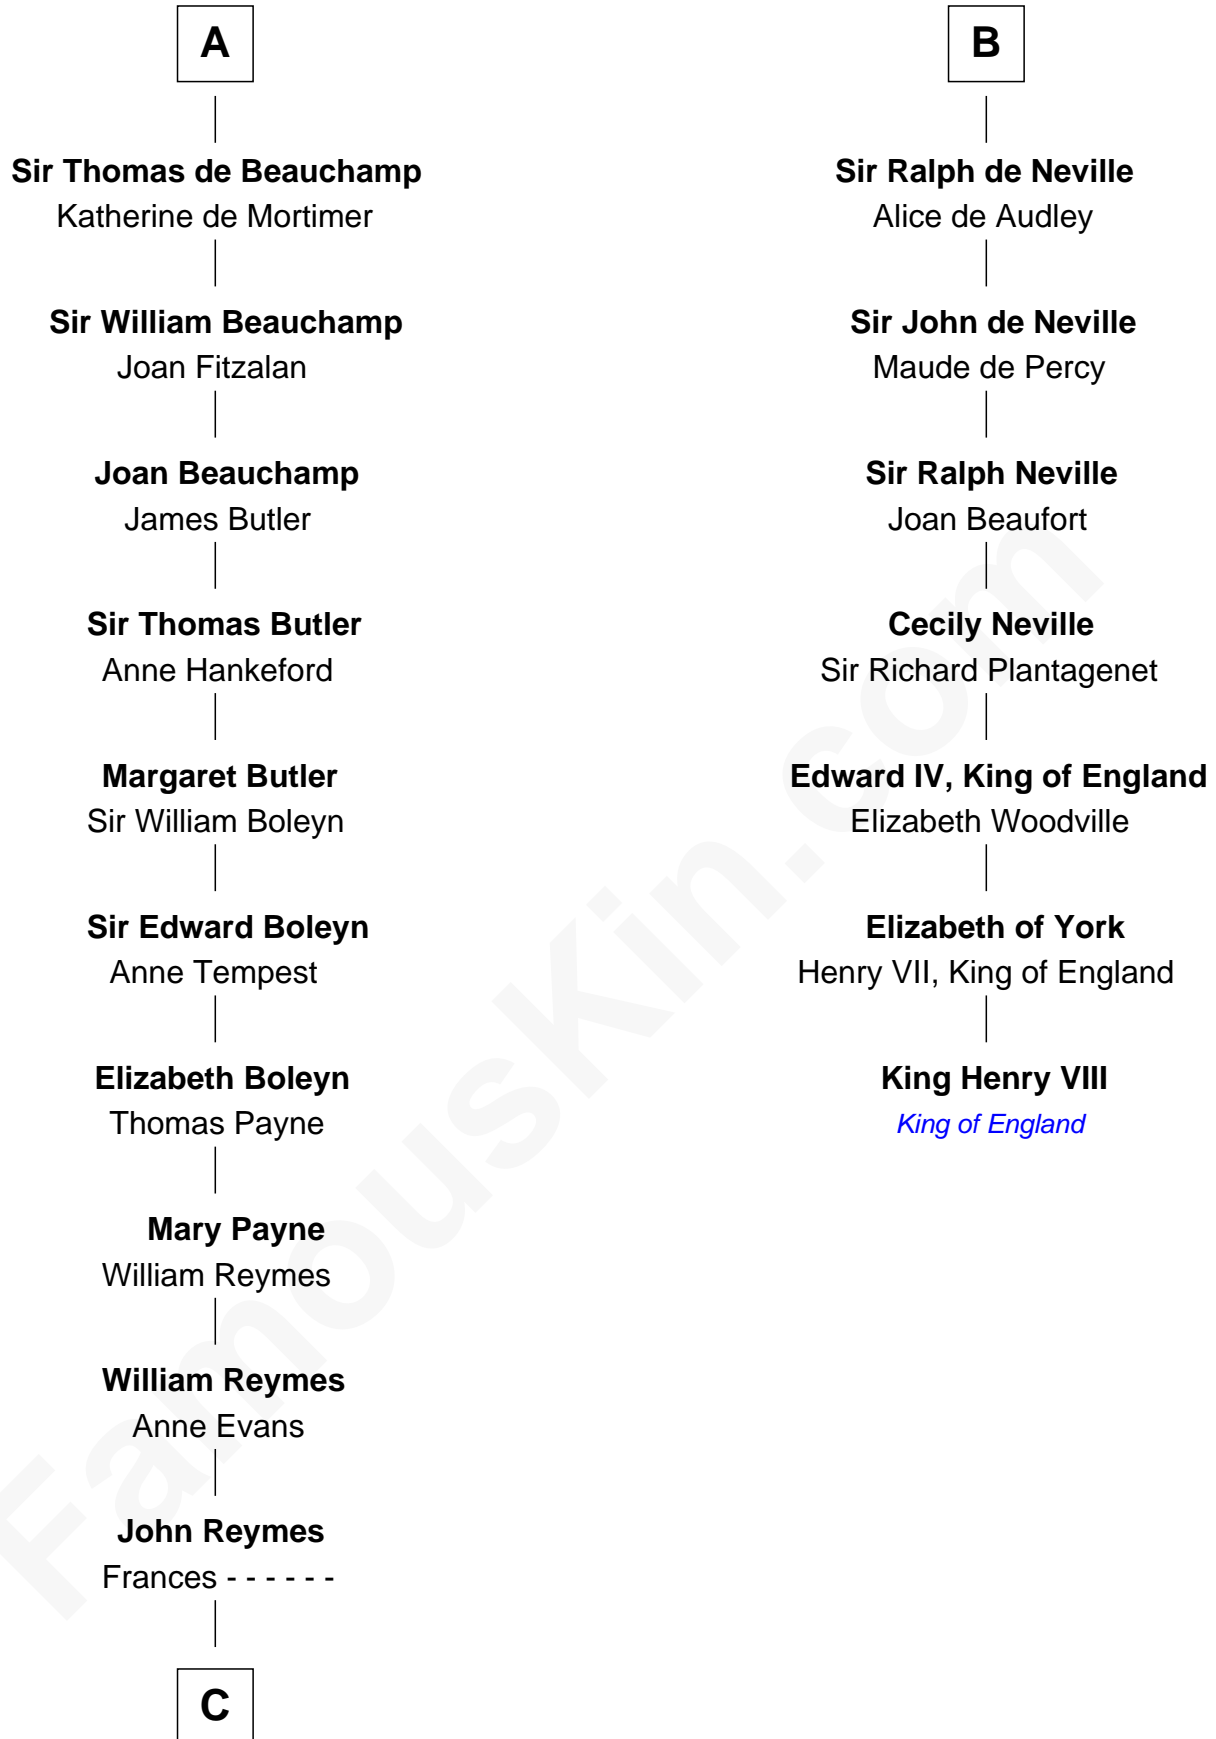 A
Sir Thomas de Beauchamp
Katherine de Mortimer
Sir William Beauchamp
Joan Fitzalan
Joan Beauchamp
James Butler
Sir Thomas Butler
Anne Hankeford
Margaret Butler
Sir William Boleyn
Sir Edward Boleyn
Anne Tempest
Elizabeth Boleyn
Thomas Payne
Mary Payne
William Reymes
William Reymes
Anne Evans
John Reymes
Frances - - - - - -
C
B
Sir Ralph de Neville
Alice de Audley
Sir John de Neville
Maude de Percy
Sir Ralph Neville
Joan Beaufort
Cecily Neville
Sir Richard Plantagenet
Edward IV, King of England
Elizabeth Woodville
Elizabeth of York
Henry VII, King of England
King Henry VIII
King of England
FamousKin.com